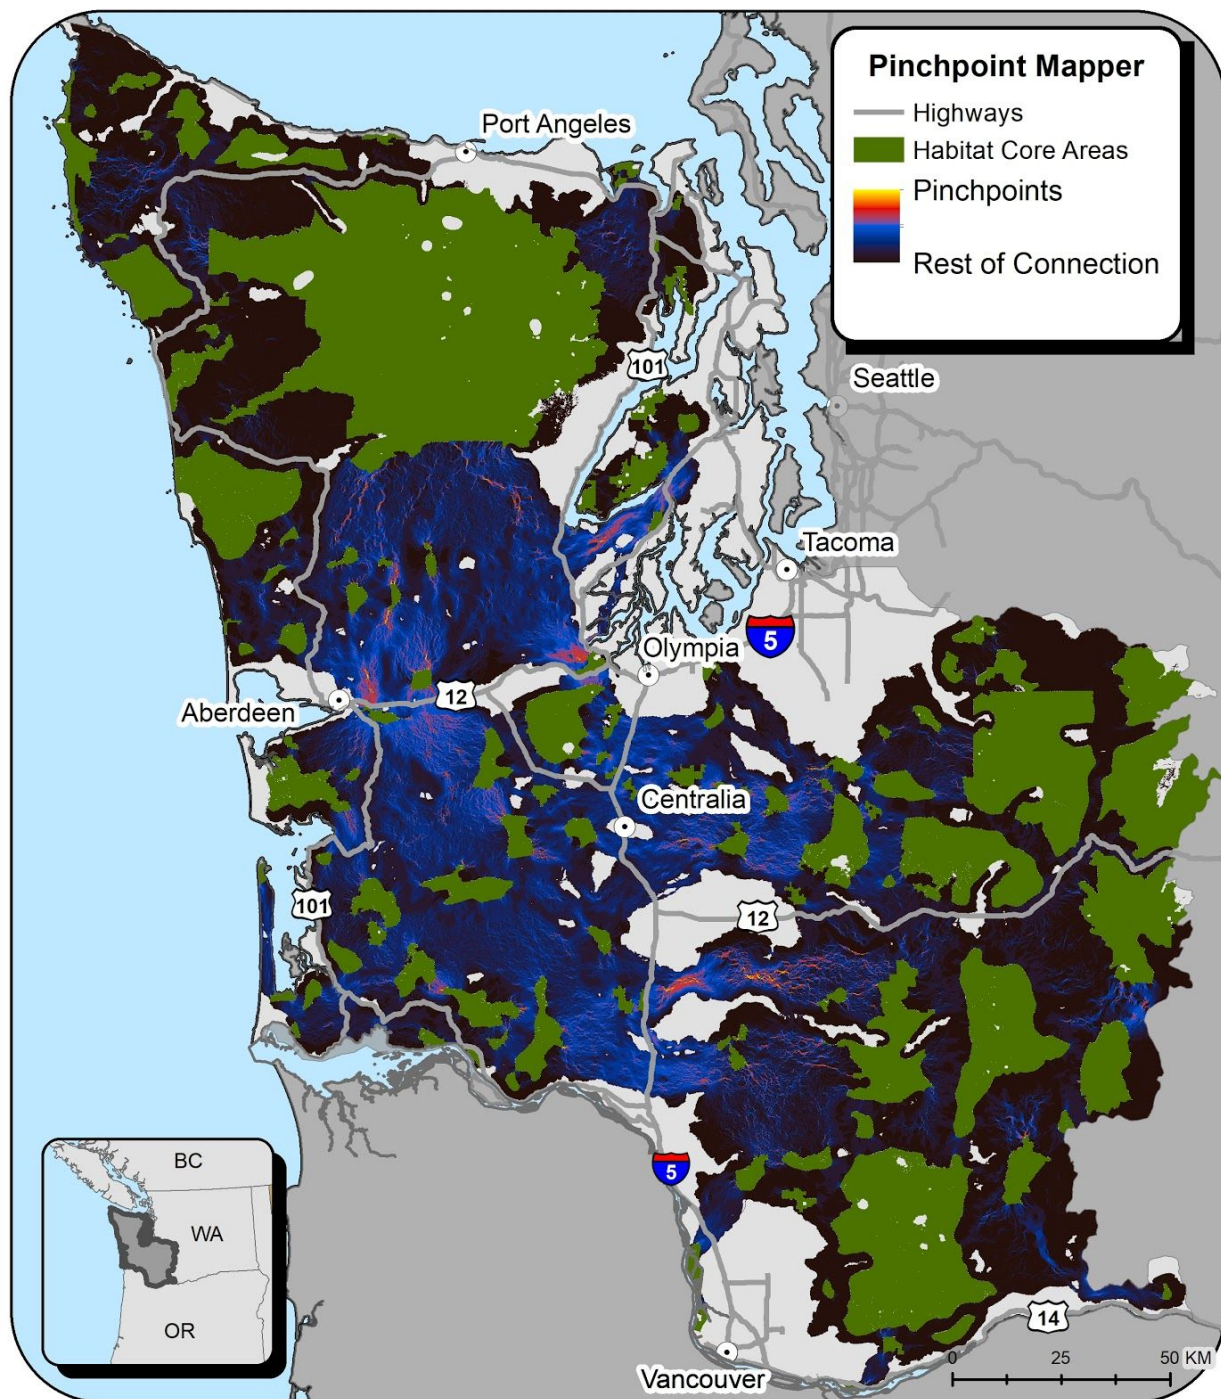 Pinchpoint Mapper
Highways
Habitat Core Areas
Pinchpoints
Rest of Connection
Port Angeles
101
Seattle
Tacoma
5
Olympia
12
Aberdeen
Centralia
101
12
5
BC
WA
OR
14
Vancouver
0 25 50 KM